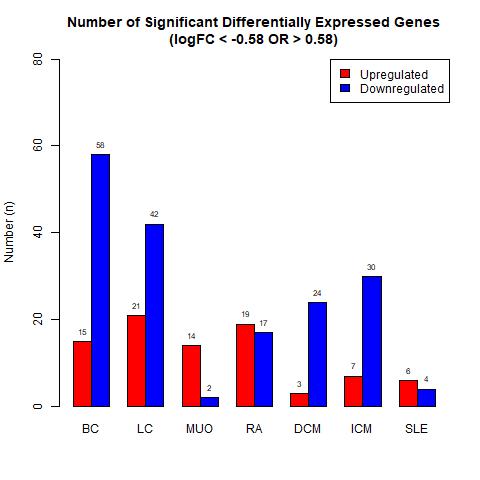 Number of Significant Differentially Expressed Genes
(logFC < -0.58 OR > 0.58)
Upregulated
Downregulated
Number (n)
80
60
40
20
0
15
58
21
42
14
2
19
17
3
24
7
30
6
4
BC
LC
MUO
RA
DCM
ICM
SLE